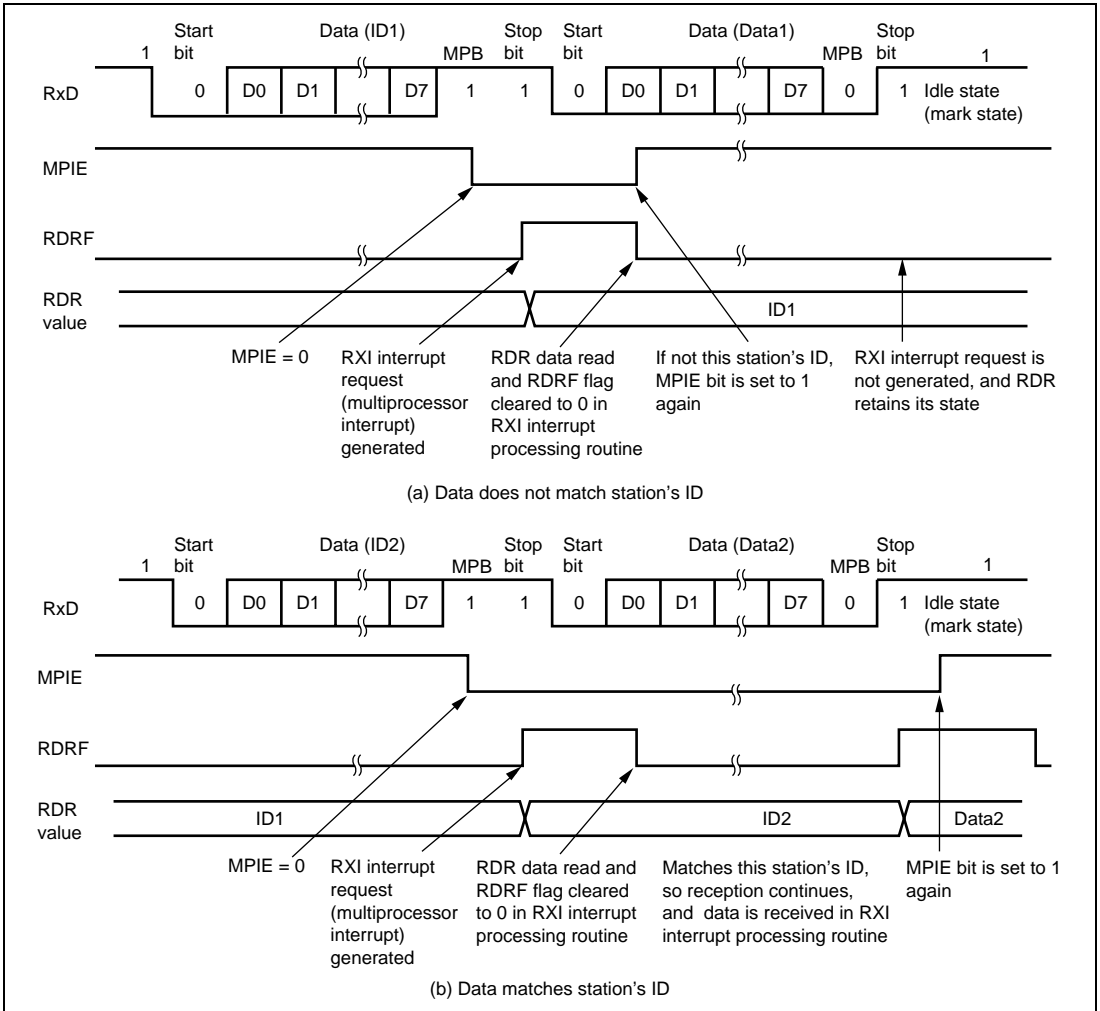 Start Data (ID1) Stop Start Data (Data1) Stop
1 bit MPB bit bit MPB bit 1
RxD 0 D0 D1 D7 1 1 0 D0 D1 D7 0 1 Idle state
(mark state)
MPIE
RDRF
RDR
value
ID1
MPIE = 0
RXI interrupt
request
(multiprocessor
interrupt)
generated
RDR data read
and RDRF flag
cleared to 0 in
RXI interrupt
processing routine
If not this station's ID,
MPIE bit is set to 1
again
RXI interrupt request is
not generated, and RDR
retains its state
(a) Data does not match station's ID
Start Data (ID2) Stop Start Data (Data2) Stop
1 bit MPB bit bit MPB bit 1
RxD 0 D0 D1 D7 1 1 0 D0 D1 D7 0 1 Idle state
(mark state)
MPIE
RDRF
RDR
value
ID1 ID2 Data2
MPIE = 0
RXI interrupt
request
(multiprocessor
interrupt)
generated
RDR data read and
RDRF flag cleared
to 0 in RXI interrupt
processing routine
Matches this station's ID,
so reception continues,
and data is received in RXI
interrupt processing routine
MPIE bit is set to 1
again
(b) Data matches station's ID